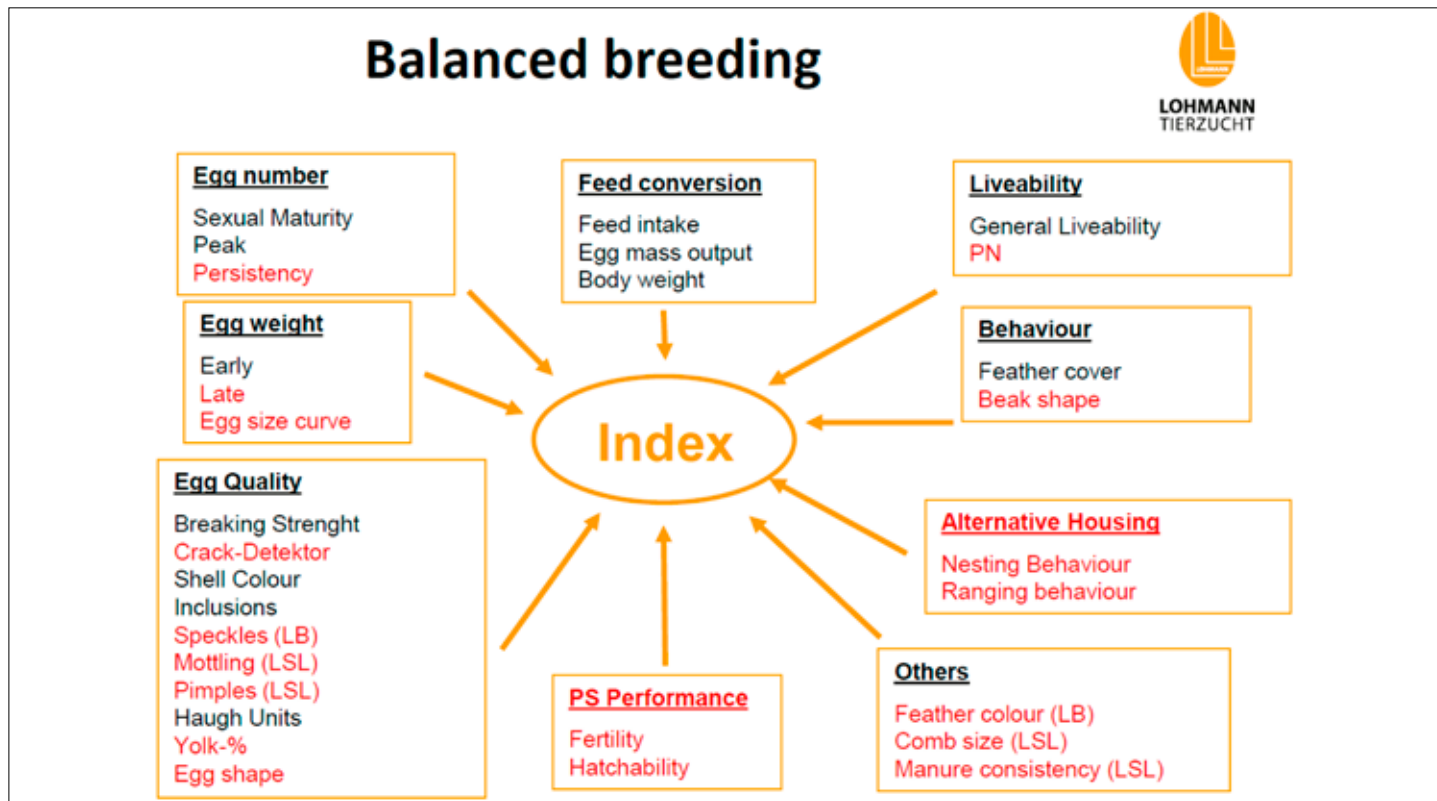 Balanced breeding
LOHMANN
LOHMANN
TIERZUCHT
Egg number
Sexual Maturity
Peak
Persistency
Feed conversion
Feed intake
Egg mass output
Body weight
Liveability
General Liveability
PN
Egg weight
Early
Late
Egg size curve
Behaviour
Feather cover
Beak shape
Index
Egg Quality
Breaking Strenght
Crack-Detektor
Shell Colour
Inclusions
Speckles (LB)
Mottling (LSL)
Pimples (LSL)
Haugh Units
Yolk-%
Egg shape
Alternative Housing
Nesting Behaviour
Ranging behaviour
PS Performance
Fertility
Hatchability
Others
Feather colour (LB)
Comb size (LSL)
Manure consistency (LSL)